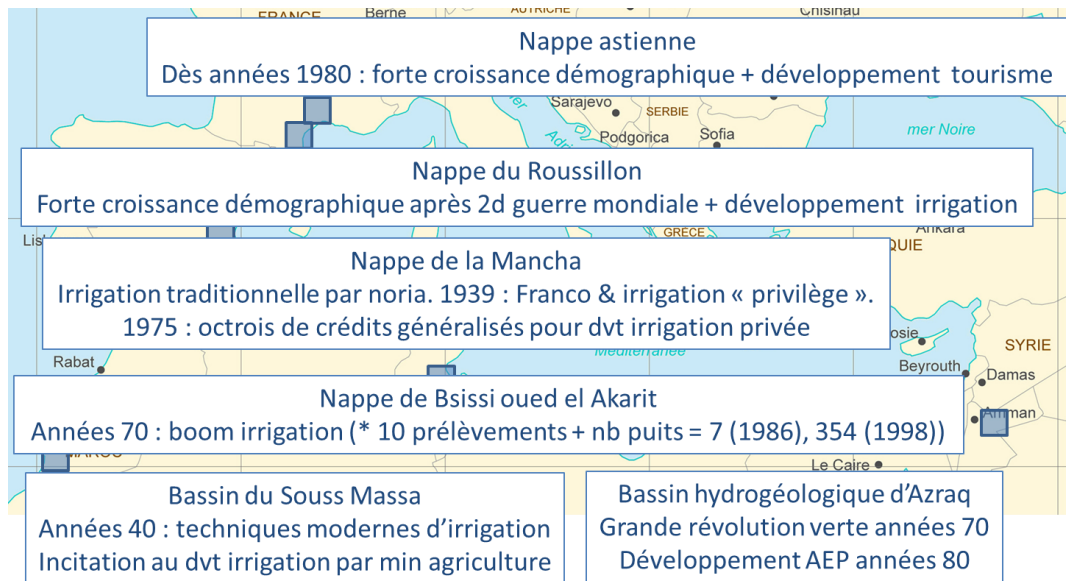 FRANCE
Berne
AUTRICHE
Chisinau
Nappe astienne
Dès années 1980 : forte croissance démographique + développement tourisme
Sarajevo
SERBIE
Podgorica
Sofia
mer Noire
Nappe du Roussillon
Forte croissance démographique après 2d guerre mondiale + développement irrigation
GRÈCE
Ankara
Lis
QUIE
Nappe de la Mancha
Irrigation traditionnelle par noria. 1939 : Franco & irrigation « privilège ».
1975 : octrois de crédits généralisés pour dvt irrigation privée
Méditerranée
osie
SYRIE
Rabat
Beyrouth
Damas
Nappe de Bsissi oued el Akarit
Années 70 : boom irrigation (* 10 prélèvements + nb puits = 7 (1986), 354 (1998))
Amman
MAROC
Le Caire
Bassin du Souss Massa
Années 40 : techniques modernes d'irrigation
Incitation au dvt irrigation par min agriculture
Bassin hydrogéologique d'Azraq
Grande révolution verte années 70
Développement AEP années 80